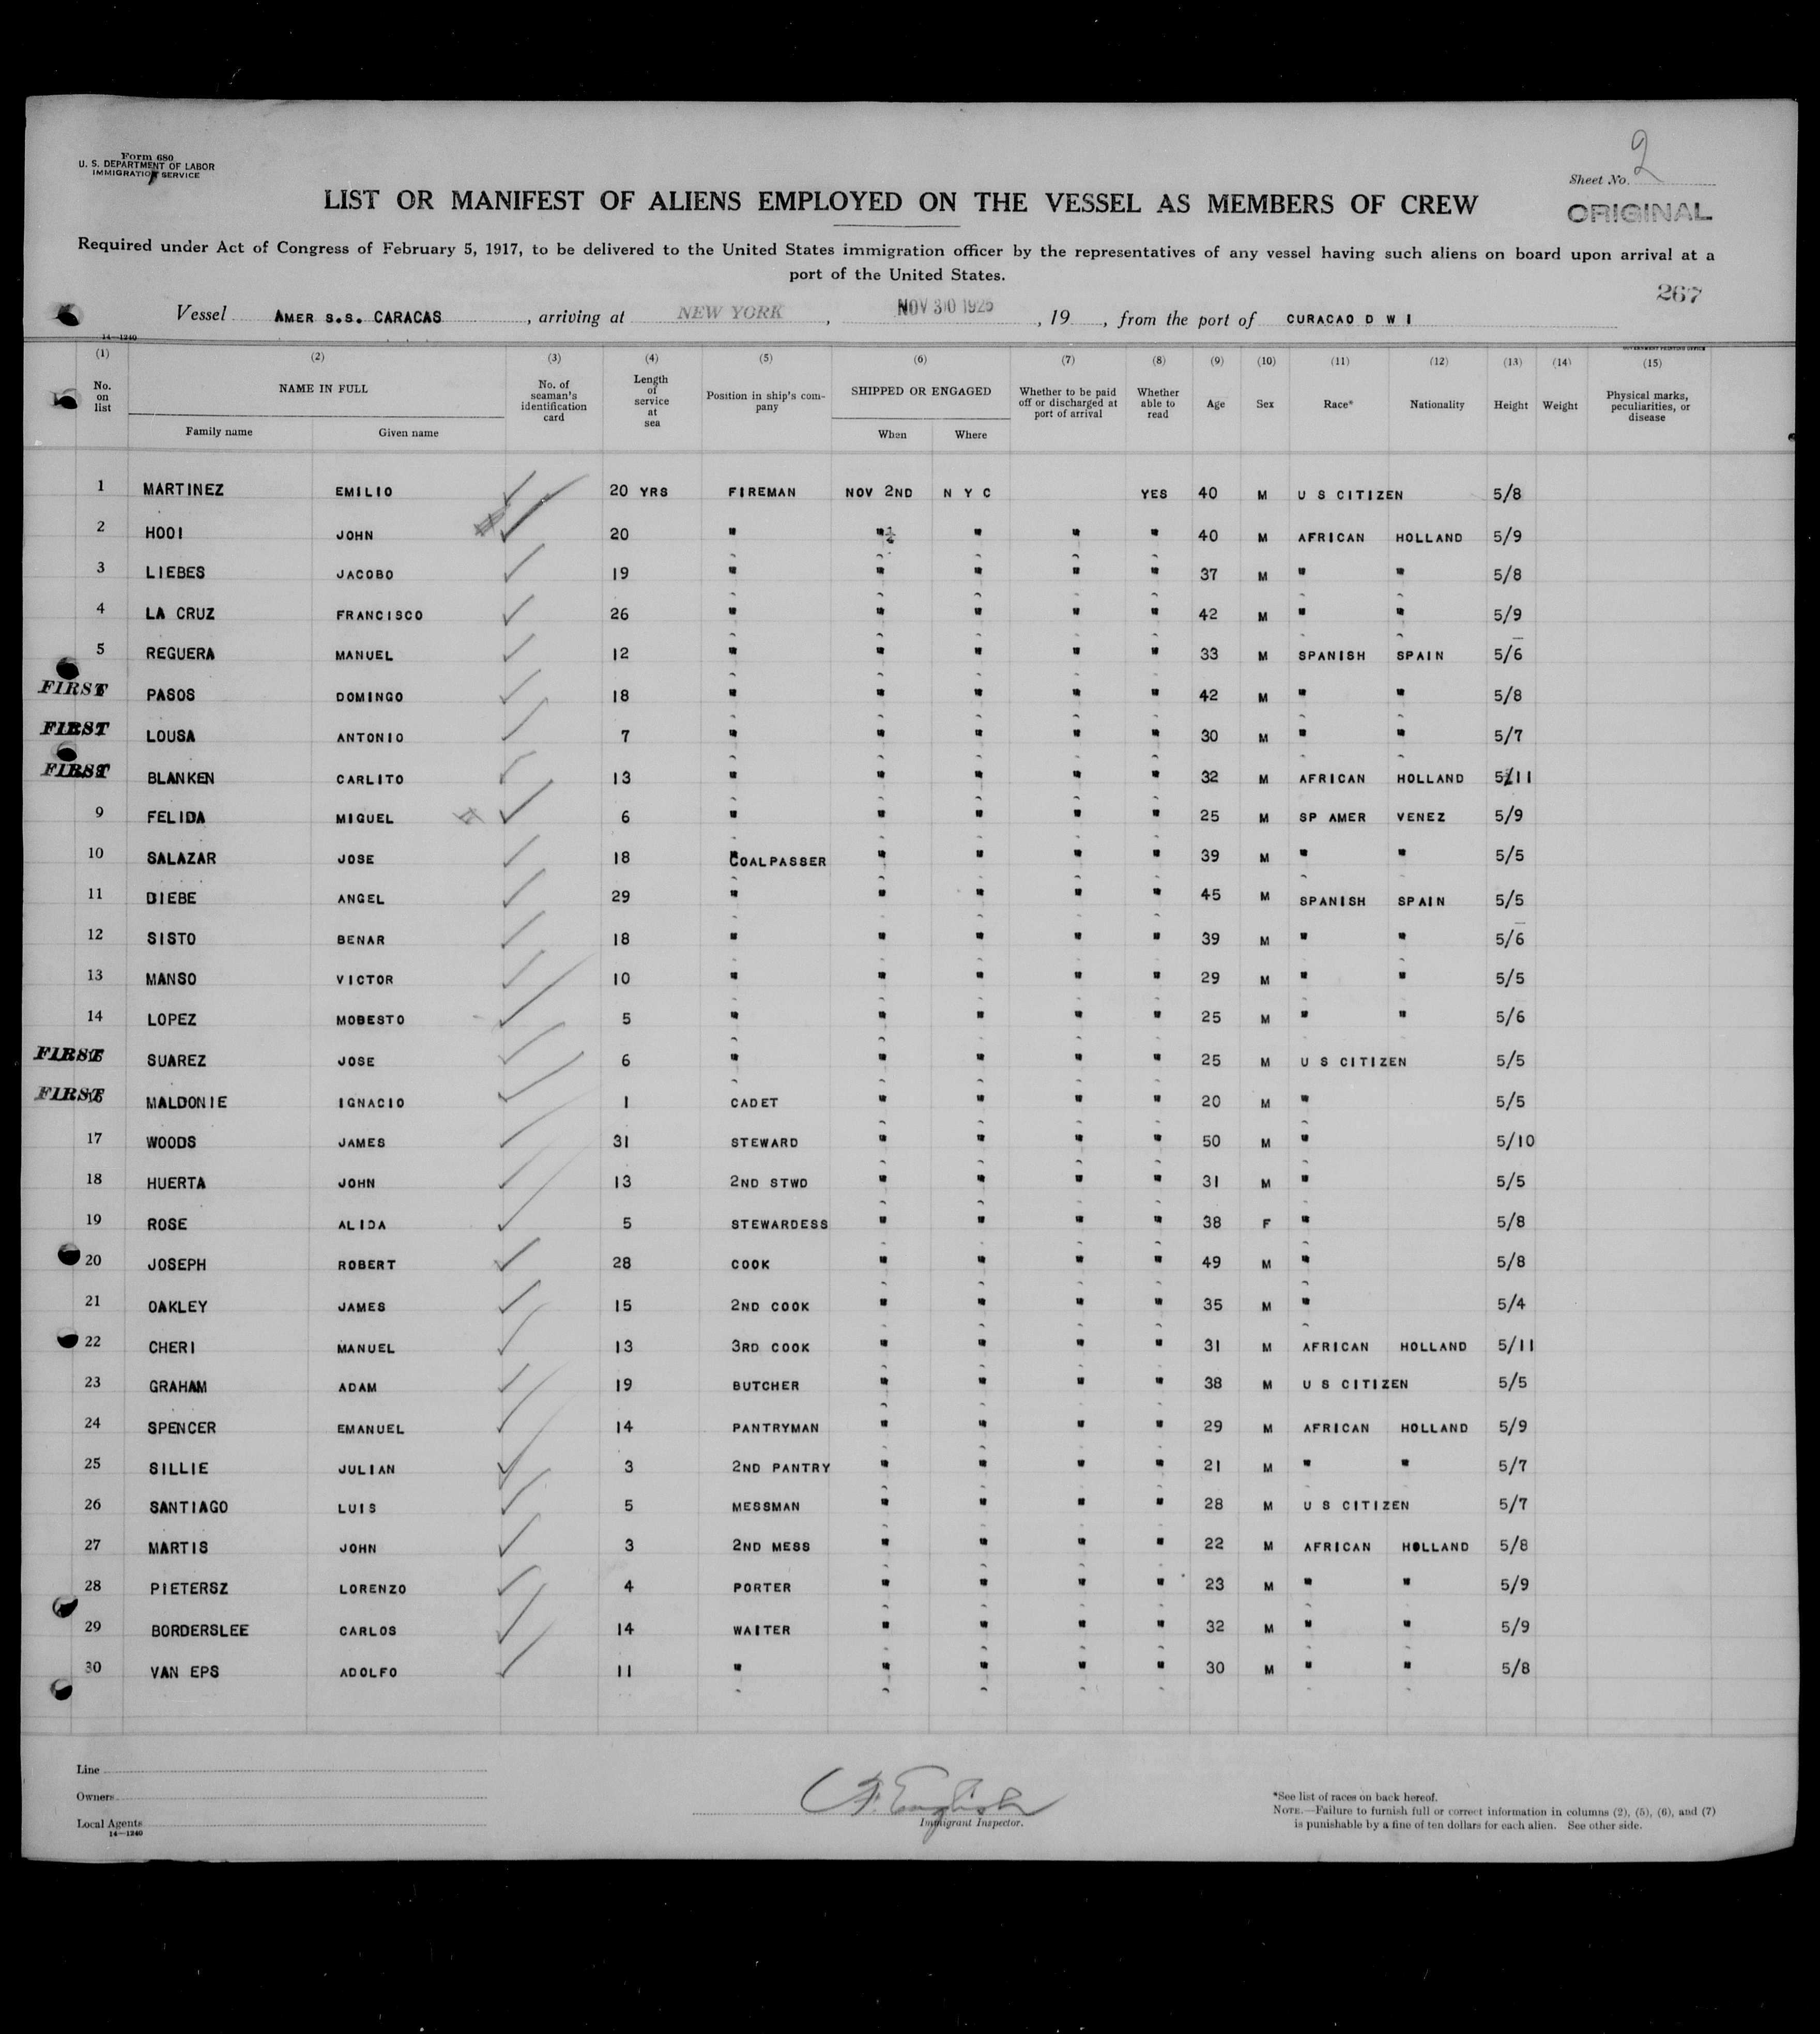 Form 680
U. S. DEPARTMENT OF LABOR
IMMIGRATION SERVICE
2
Sheet No.
ORIGINAL
LIST OR MANIFEST OF ALIENS EMPLOYED ON THE VESSEL AS MEMBERS OF CREW
Required under Act of Congress of February 5, 1917, to be delivered to the United States immigration officer by the representatives of any vessel having such aliens on board upon arrival at a
port of the United States.
267
Vessel AMER S.S. CARACAS, arriving at NEW YORK, NOV 30 1925, 19, from the port of CURACAO D W I
14—1240
GOVERNMENT PRINTING OFFICE
(1) (2) (3) (4) (5) (6) (7) (8) (9) (10) (11) (12) (13) (14) (15)
No. on list NAME IN FULL Family name Given name No. of seaman's identification card Length of service at sea Position in ship's company SHIPPED OR ENGAGED When Where Whether to be paid off or discharged at port of arrival Whether able to read Age Sex Race* Nationality Height Weight Physical marks, peculiarities, or disease
1 MARTINEZ EMILIO 20 YRS FIREMAN NOV 2ND N Y C YES 40 M U S CITIZEN 5/8
2 HOOI JOHN 20 " " " " " 40 M AFRICAN HOLLAND 5/9
3 LIEBES JACOBO 19 " " " " " 37 M " " 5/8
4 LA CRUZ FRANCISCO 26 " " " " " 42 M " " 5/9
5 REGUERA MANUEL 12 " " " " " 33 M SPANISH SPAIN 5/6
FIRST PASOS DOMINGO 18 " " " " " 42 M " " 5/8
FIRST LOUSA ANTONIO 7 " " " " " 30 M " " 5/7
FIRST BLANKEN CARLITO 13 " " " " " 32 M AFRICAN HOLLAND 5/11
9 FELIDA MIGUEL 6 " " " " " 25 M SP AMER VENEZ 5/9
10 SALAZAR JOSE 18 COALPASSER " " " " 39 M " " 5/5
11 DIEBE ANGEL 29 " " " " " 45 M SPANISH SPAIN 5/5
12 SISTO BENAR 18 " " " " " 39 M " " 5/6
13 MANSO VICTOR 10 " " " " " 29 M " " 5/5
14 LOPEZ MOBESTO 5 " " " " " 25 M " " 5/6
FIRST SUAREZ JOSE 6 " " " " " 25 M U S CITIZEN 5/5
FIRST MALDONIE IGNACIO 1 CADET " " " " 20 M " 5/5
17 WOODS JAMES 31 STEWARD " " " " 50 M " 5/10
18 HUERTA JOHN 13 2ND STWD " " " " 31 M " 5/5
19 ROSE ALIDA 5 STEWARDESS " " " " 38 F " 5/8
20 JOSEPH ROBERT 28 COOK " " " " 49 M " 5/8
21 OAKLEY JAMES 15 2ND COOK " " " " 35 M " 5/4
22 CHERI MANUEL 13 3RD COOK " " " " 31 M AFRICAN HOLLAND 5/11
23 GRAHAM ADAM 19 BUTCHER " " " " 38 M U S CITIZEN 5/5
24 SPENCER EMANUEL 14 PANTRYMAN " " " " 29 M AFRICAN HOLLAND 5/9
25 SILLIE JULIAN 3 2ND PANTRY " " " " 21 M " " 5/7
26 SANTIAGO LUIS 5 MESSMAN " " " " 28 M U S CITIZEN 5/7
27 MARTIS JOHN 3 2ND MESS " " " " 22 M AFRICAN HOLLAND 5/8
28 PIETERSZ LORENZO 4 PORTER " " " " 23 M " " 5/9
29 BORDERSLEE CARLOS 14 WAITER " " " " 32 M " " 5/9
30 VAN EPS ADOLFO 11 " " " " " 30 M " " 5/8
Line
Owners
Local Agents
14—1240
English
Immigrant Inspector.
*See list of races on back hereof.
NOTE.—Failure to furnish full or correct information in columns (2), (5), (6), and (7)
is punishable by a fine of ten dollars for each alien. See other side.